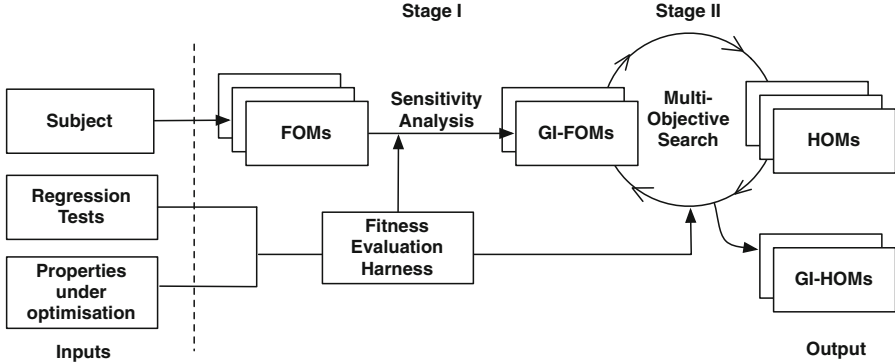 Stage I
Stage II
Subject
FOMs
Sensitivity
Analysis
GI-FOMs
Multi-
Objective
Search
HOMs
Regression
Tests
Fitness
Evaluation
Harness
Properties
under
optimisation
GI-HOMs
Inputs
Output